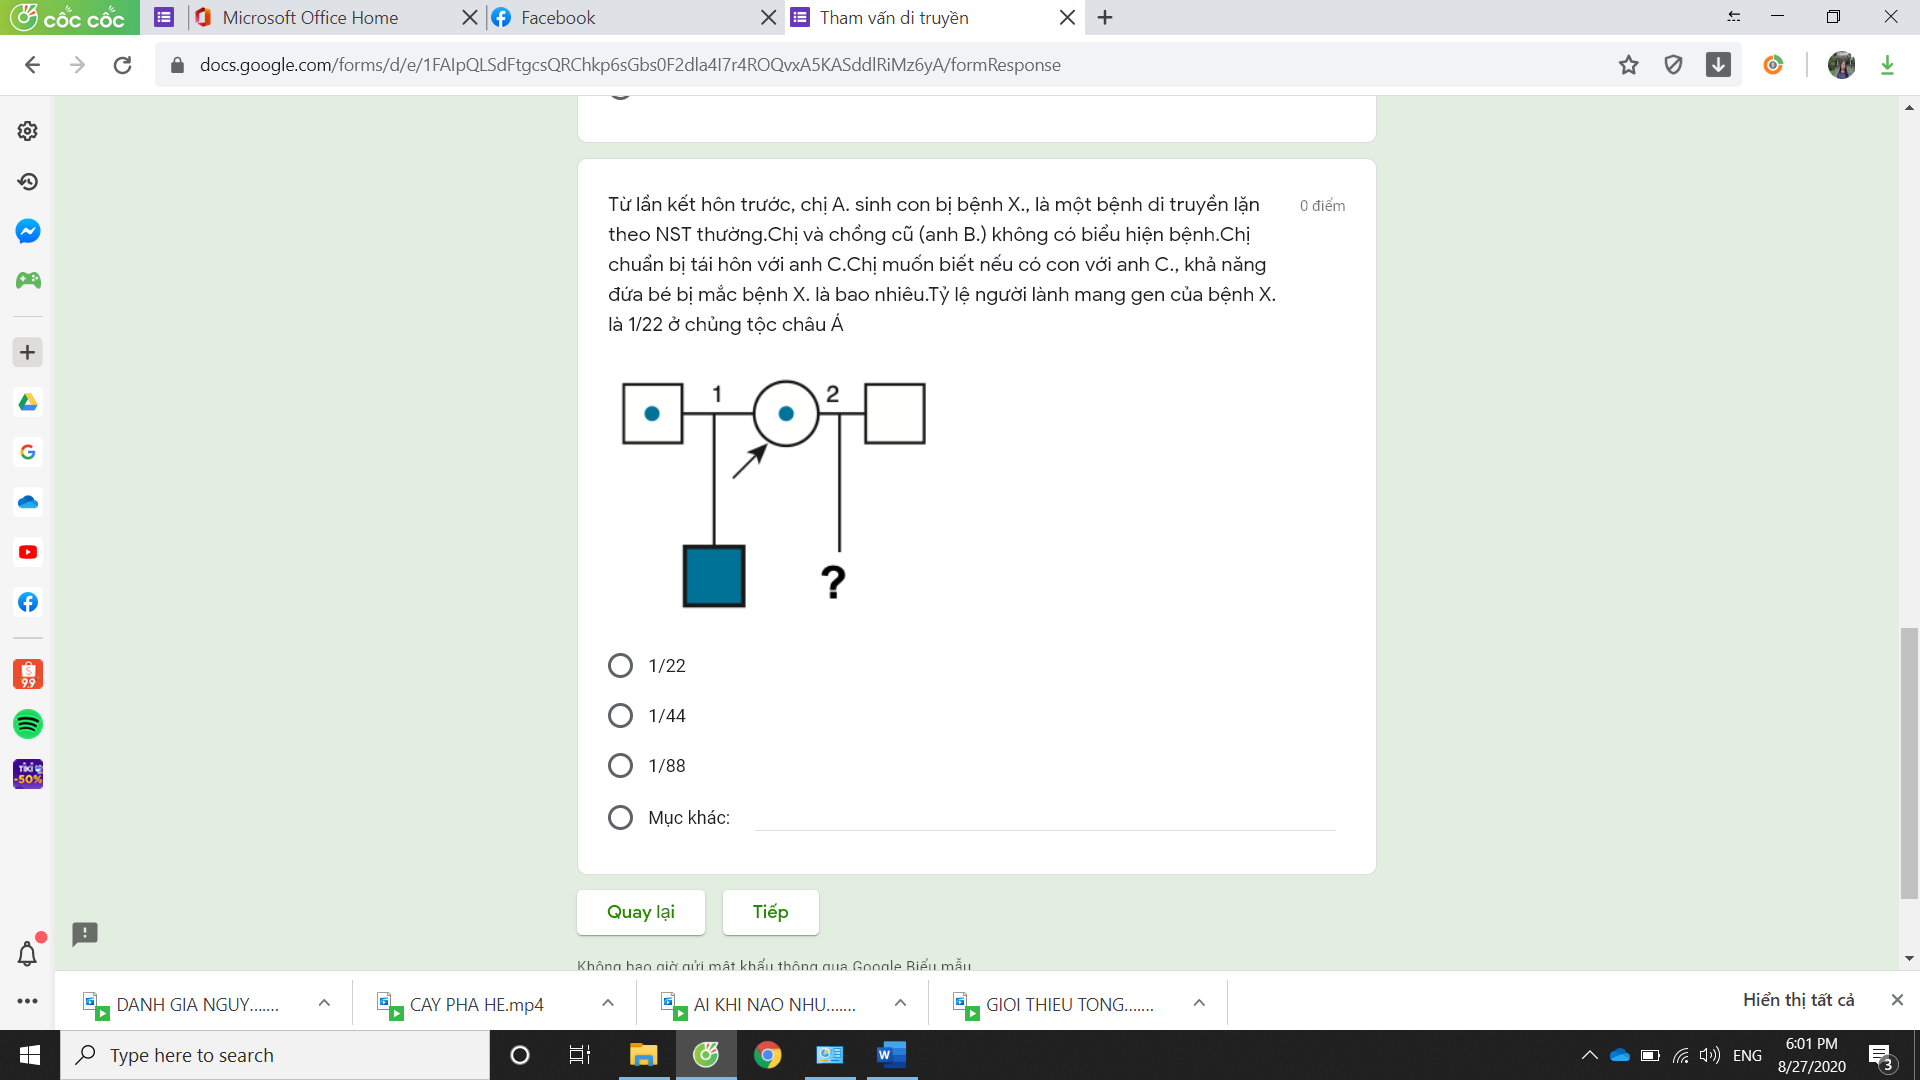 cốc cốc
Microsoft Office Home
Facebook
Tham vấn di truyền
docs.google.com/forms/d/e/1FAIpQLSdFtgcsQRChkp6sGbs0F2dla4I7r4ROQvxA5KASddlRiMz6yA/formResponse
Từ lần kết hôn trước, chị A. sinh con bị bệnh X., là một bệnh di truyền lặn
theo NST thường.Chị và chồng cũ (anh B.) không có biểu hiện bệnh.Chị
chuẩn bị tái hôn với anh C.Chị muốn biết nếu có con với anh C., khả năng
đứa bé bị mắc bệnh X. là bao nhiêu.Tỷ lệ người lành mang gen của bệnh X.
là 1/22 ở chủng tộc châu Á
0 điểm
1
2
?
1/22
1/44
1/88
Mục khác:
Quay lại
Tiếp
Không bao giờ gửi mật khẩu thông qua Google Biểu mẫu
9.9
TIKI
-50%
DANH GIA NGUY.......
CAY PHA HE.mp4
AI KHI NAO NHU.......
GIOI THIEU TONG.......
Hiển thị tất cả
Type here to search
ENG
6:01 PM
8/27/2020
3